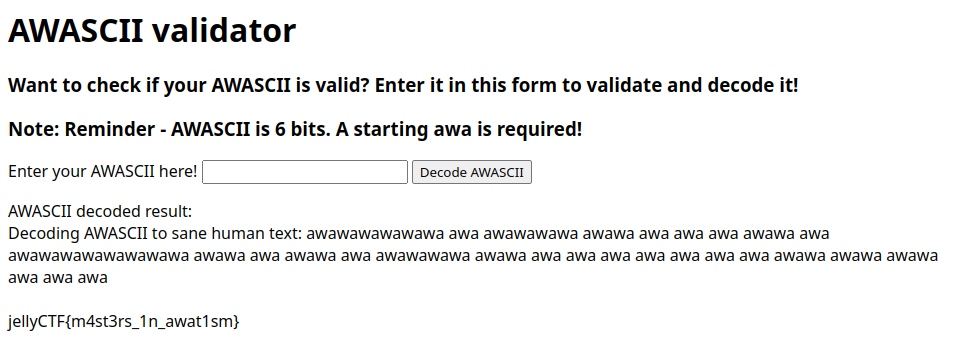 AWASCII validator
Want to check if your AWASCII is valid? Enter it in this form to validate and decode it!
Note: Reminder - AWASCII is 6 bits. A starting awa is required!
Enter your AWASCII here! Decode AWASCII
AWASCII decoded result:
Decoding AWASCII to sane human text: awawawawawawa awa awawawawa awawa awa awa awa awawa awa
awawawawawawawawa awawa awa awawa awa awawawawa awawa awa awa awa awa awa awa awa awawa awawa awawa
awa awa awa
jellyCTF{m4st3rs_1n_awat1sm}